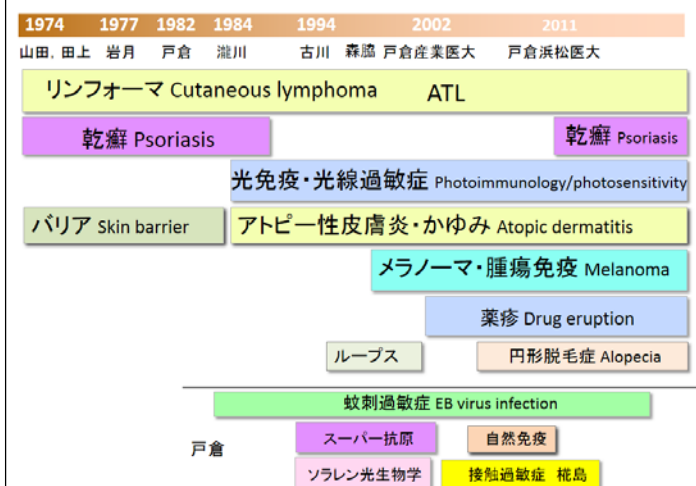 1974 1977 1982 1984 1994 2002 2011
山田, 田上 岩月 戸倉 瀧川 古川 森脇 戸倉産業医大 戸倉浜松医大
リンフォーマ Cutaneous lymphoma ATL
乾癬 Psoriasis 乾癬 Psoriasis
光免疫・光線過敏症 Photoimmunology/photosensitivity
バリア Skin barrier アトピー性皮膚炎・かゆみ Atopic dermatitis
メラノーマ・腫瘍免疫 Melanoma
薬疹 Drug eruption
ループス 円形脱毛症 Alopecia
蚊刺過敏症 EB virus infection
戸倉 スーパー抗原 自然免疫
ソラレン光生物学 接触過敏症 椛島